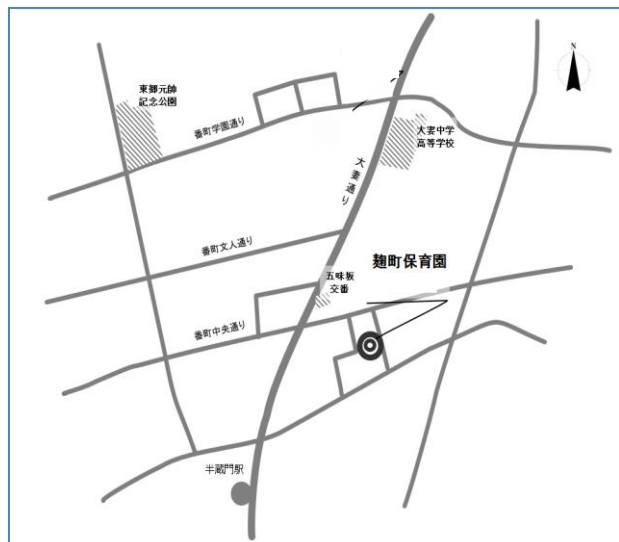 N
東郷元帥
記念公園
番町学園通り
大妻中学
高等学校
大妻通り
番町文人通り
麹町保育園
五味坂
交番
番町中央通り
半蔵門駅